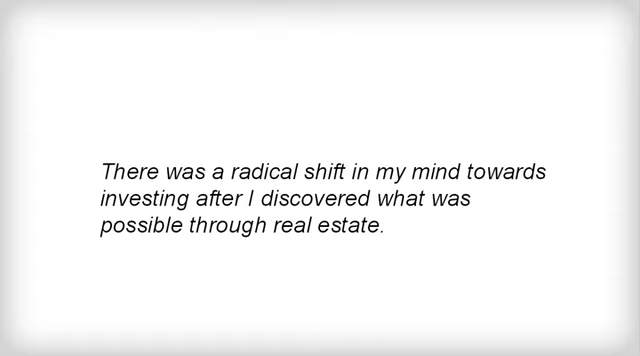 There was a radical shift in my mind towards
investing after I discovered what was
possible through real estate.